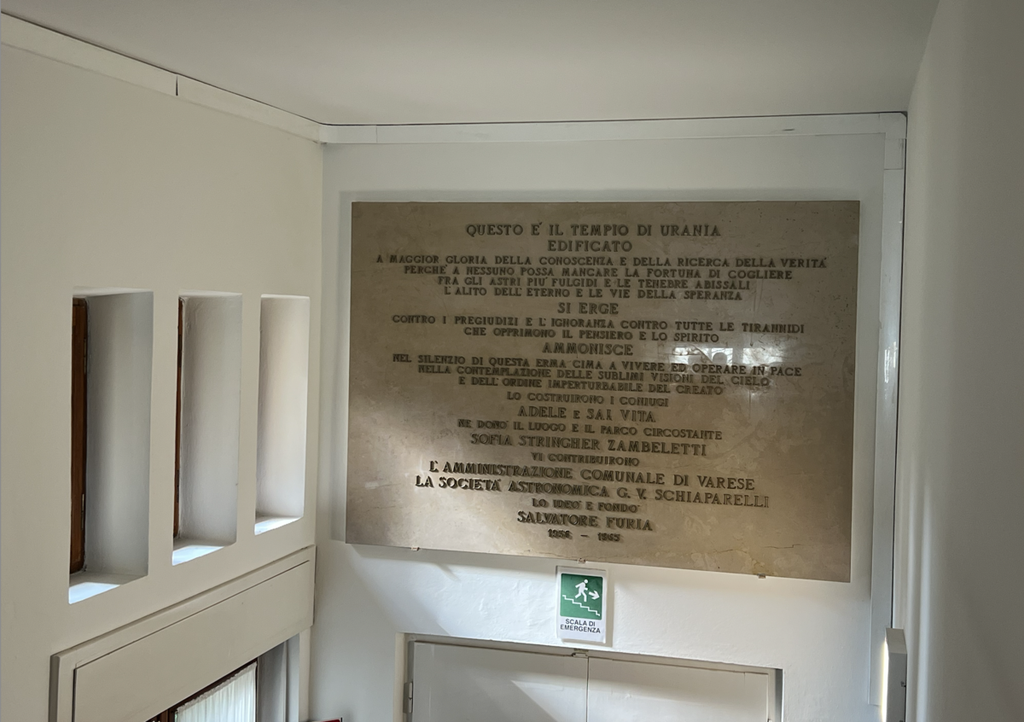 QUESTO E' IL TEMPIO DI URANIA
EDIFICATO
A MAGGIOR GLORIA DELLA CONOSCENZA E DELLA RICERCA DELLA VERITÀ
PERCHÈ A NESSUNO POSSA MANCARE LA FORTUNA DI COGLIERE
FRA GLI ASTRI PIU' FULGIDI E LE TENEBRE ABISSALI
L'ALITO DELL'ETERNO E LE VIE DELLA SPERANZA
SI ERGE
CONTRO I PREGIUDIZI E L'IGNORANZA CONTRO TUTTE LE TIRANNIDI
CHE OPPRIMONO IL PENSIERO E LO SPIRITO
AMMONISCE
NEL SILENZIO DI QUESTA ERMA CIMA A VIVERE ED OPERARE IN PACE
NELLA CONTEMPLAZIONE DELLE SUBLIMI VISIONI DEL CIELO
E DELL'ORDINE IMPERTURBABILE DEL CREATO
LO COSTRUIRONO I CONIUGI
ADELE E SAI VITA
NE DONÒ IL LUOGO E IL PARCO CIRCOSTANTE
SOFIA STRINGHER ZAMBELETTI
VI CONTRIBUIRONO
L'AMMINISTRAZIONE COMUNALE DI VARESE
LA SOCIETÀ ASTRONOMICA G. V. SCHIAPARELLI
LO IDEÒ E FONDÒ
SALVATORE FURIA
1956 - 1965
SCALA DI
EMERGENZA